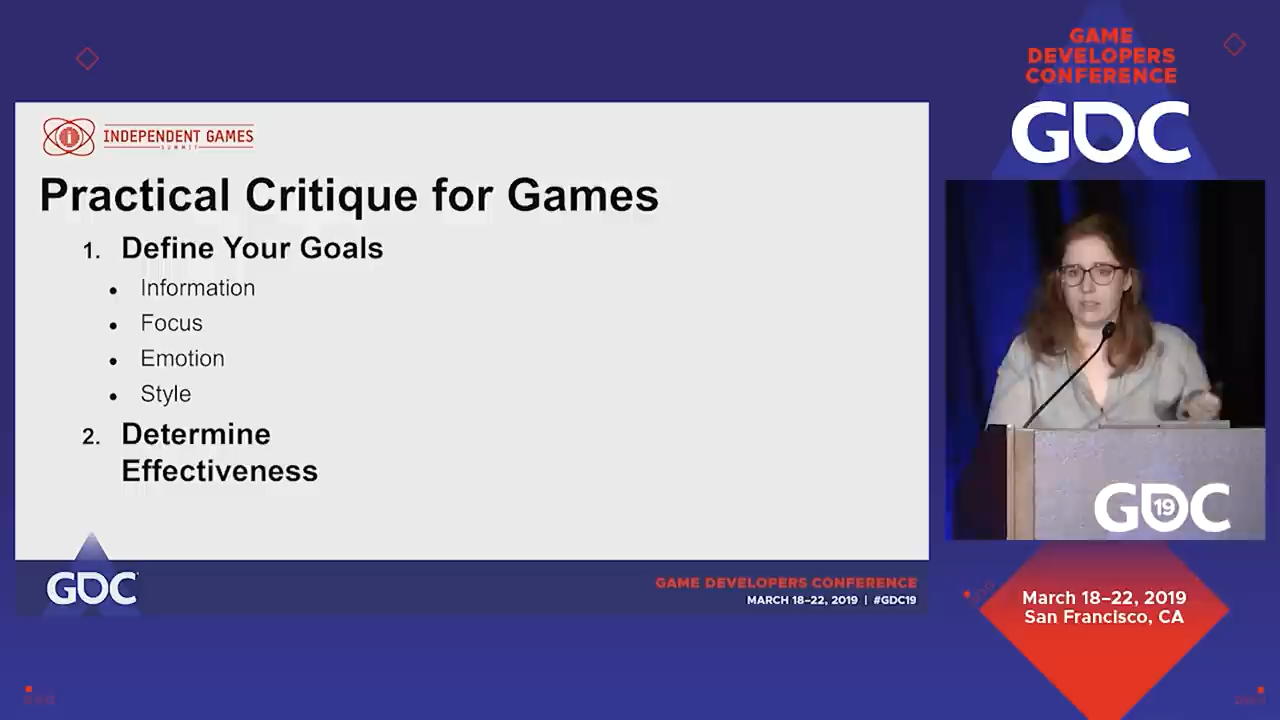 GAME
DEVELOPERS
CONFERENCE
GDC
INDEPENDENT GAMES
SUMMIT
Practical Critique for Games
1. Define Your Goals
• Information
• Focus
• Emotion
• Style
2. Determine
Effectiveness
GDC
19
GDC
GAME DEVELOPERS CONFERENCE
MARCH 18–22, 2019 | #GDC19
March 18–22, 2019
San Francisco, CA